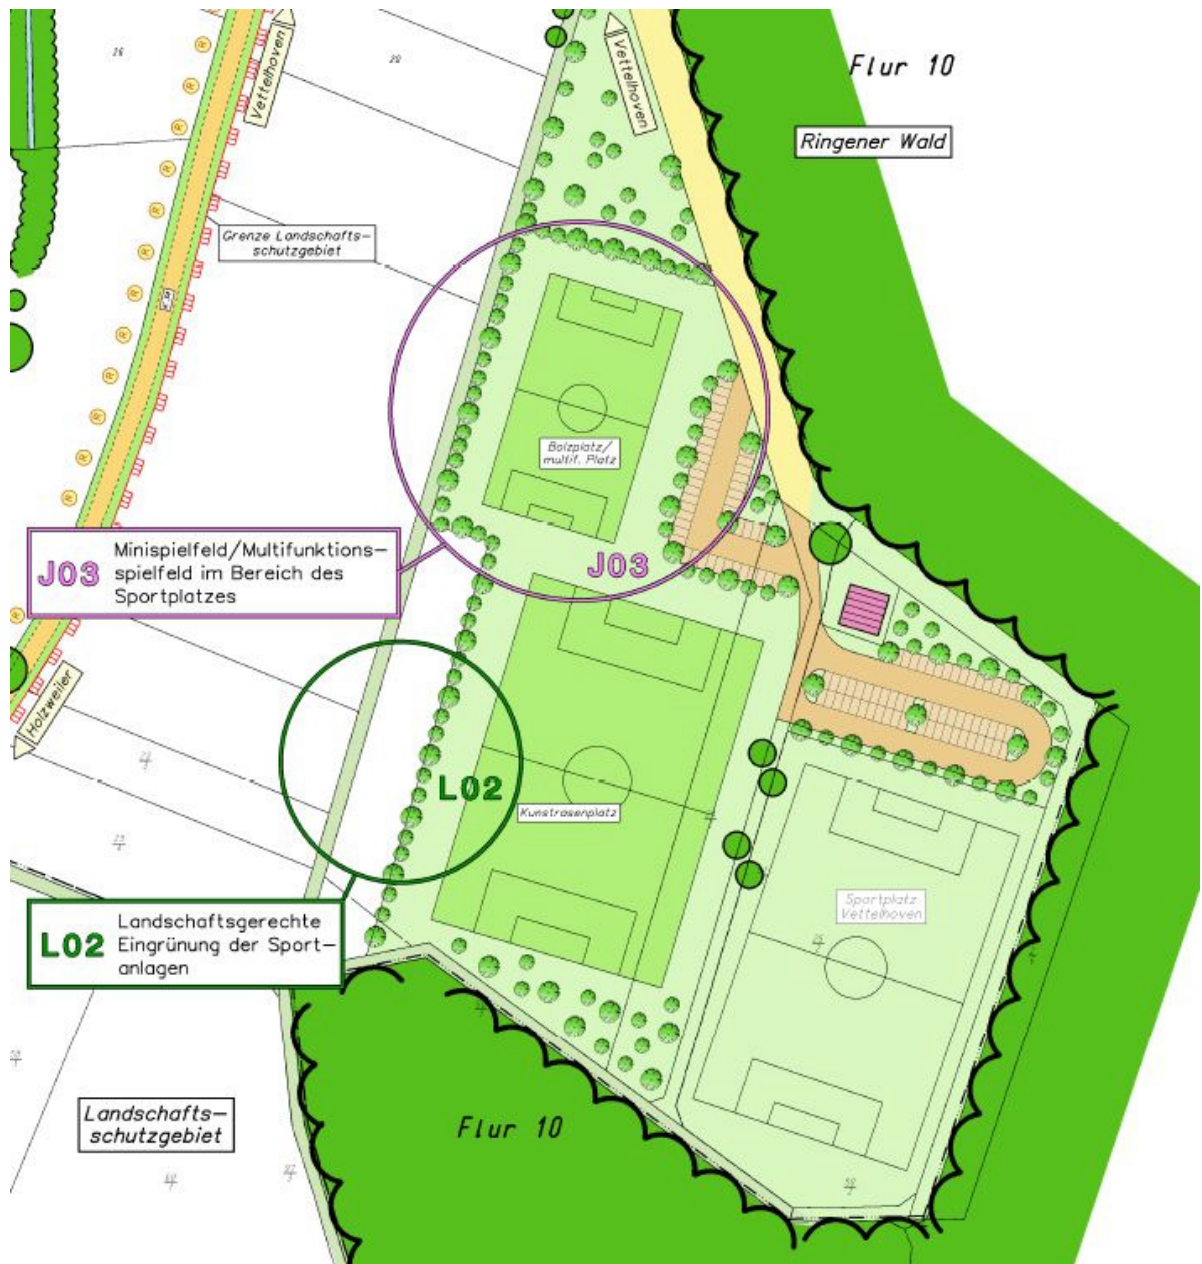 Flur 10
Ringener Wald
Vettelhoven
Vettelhoven
Grenze Landschafts-
schutzgebiet
Bolzplatz/
multif. Platz
J03
Minispielfeld/Multifunktions-
spielfeld im Bereich des
Sportplatzes
J03
Holzweiler
L02
Kunstrasenplatz
Sportplatz
Vettelhoven
L02
Landschaftsgerechte
Eingrünung der Sport-
anlagen
Landschafts-
schutzgebiet
Flur 10